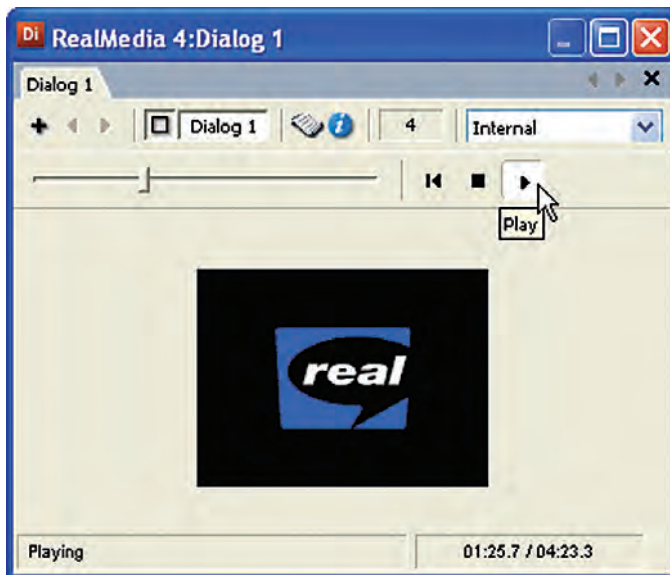 Di RealMedia 4:Dialog 1
Dialog 1
Dialog 1 4 Internal
Play
real
Playing 01:25.7 / 04:23.3